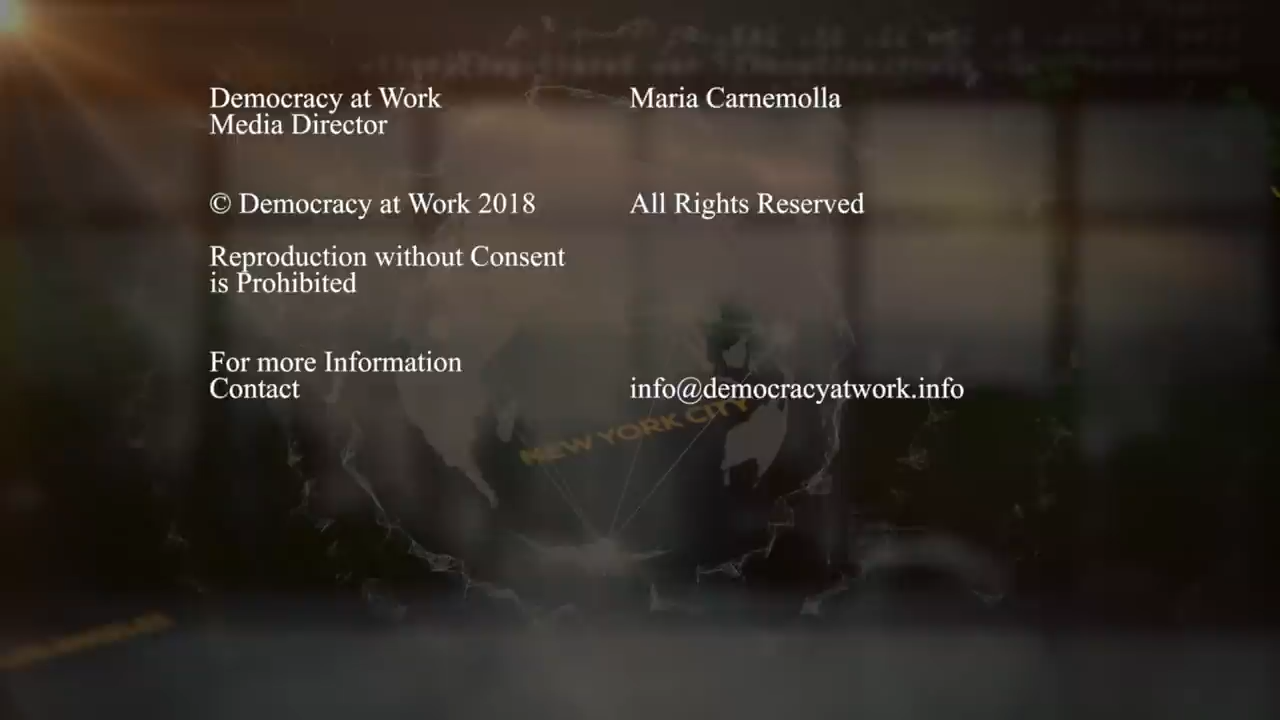 Democracy at Work
Media Director
Maria Carnemolla
© Democracy at Work 2018
All Rights Reserved
Reproduction without Consent
is Prohibited
For more Information
Contact
info@democracyatwork.info
NEW YORK CITY